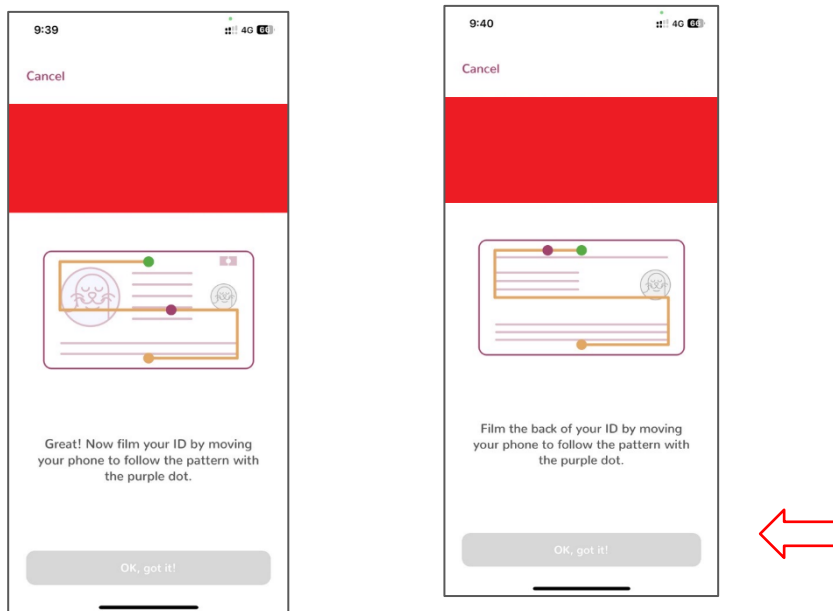 9:39
4G 66
Cancel
Great! Now film your ID by moving
your phone to follow the pattern with
the purple dot.
OK, got it!
9:40
4G 66
Cancel
Film the back of your ID by moving
your phone to follow the pattern with
the purple dot.
OK, got it!